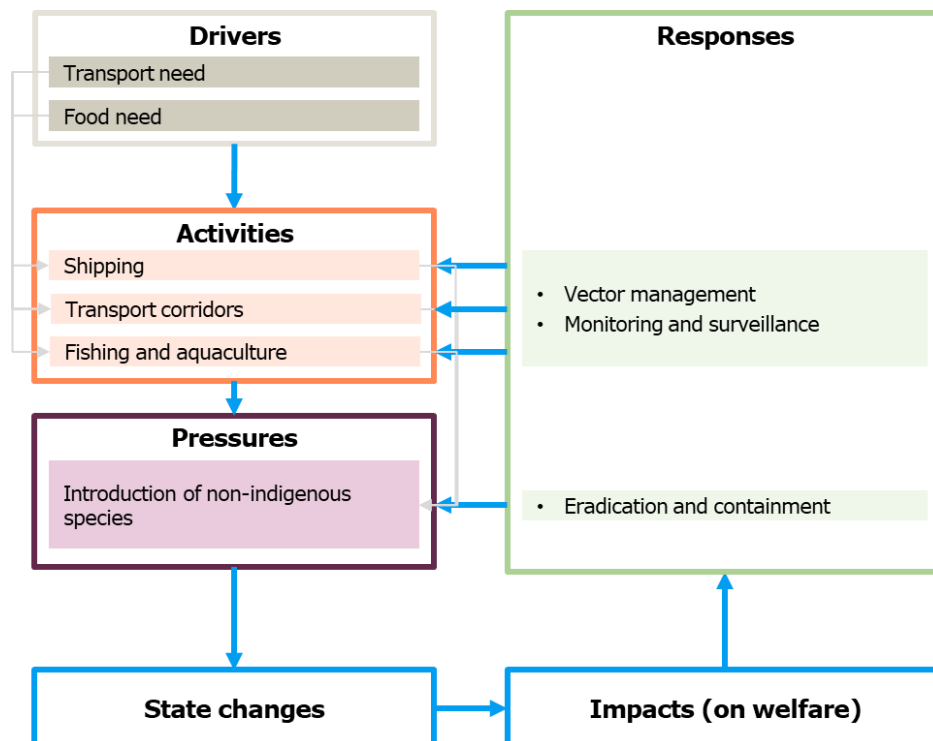 Drivers
Transport need
Food need
Activities
Shipping
Transport corridors
Fishing and aquaculture
Pressures
Introduction of non-indigenous
species
State changes
Responses
• Vector management
• Monitoring and surveillance
• Eradication and containment
Impacts (on welfare)